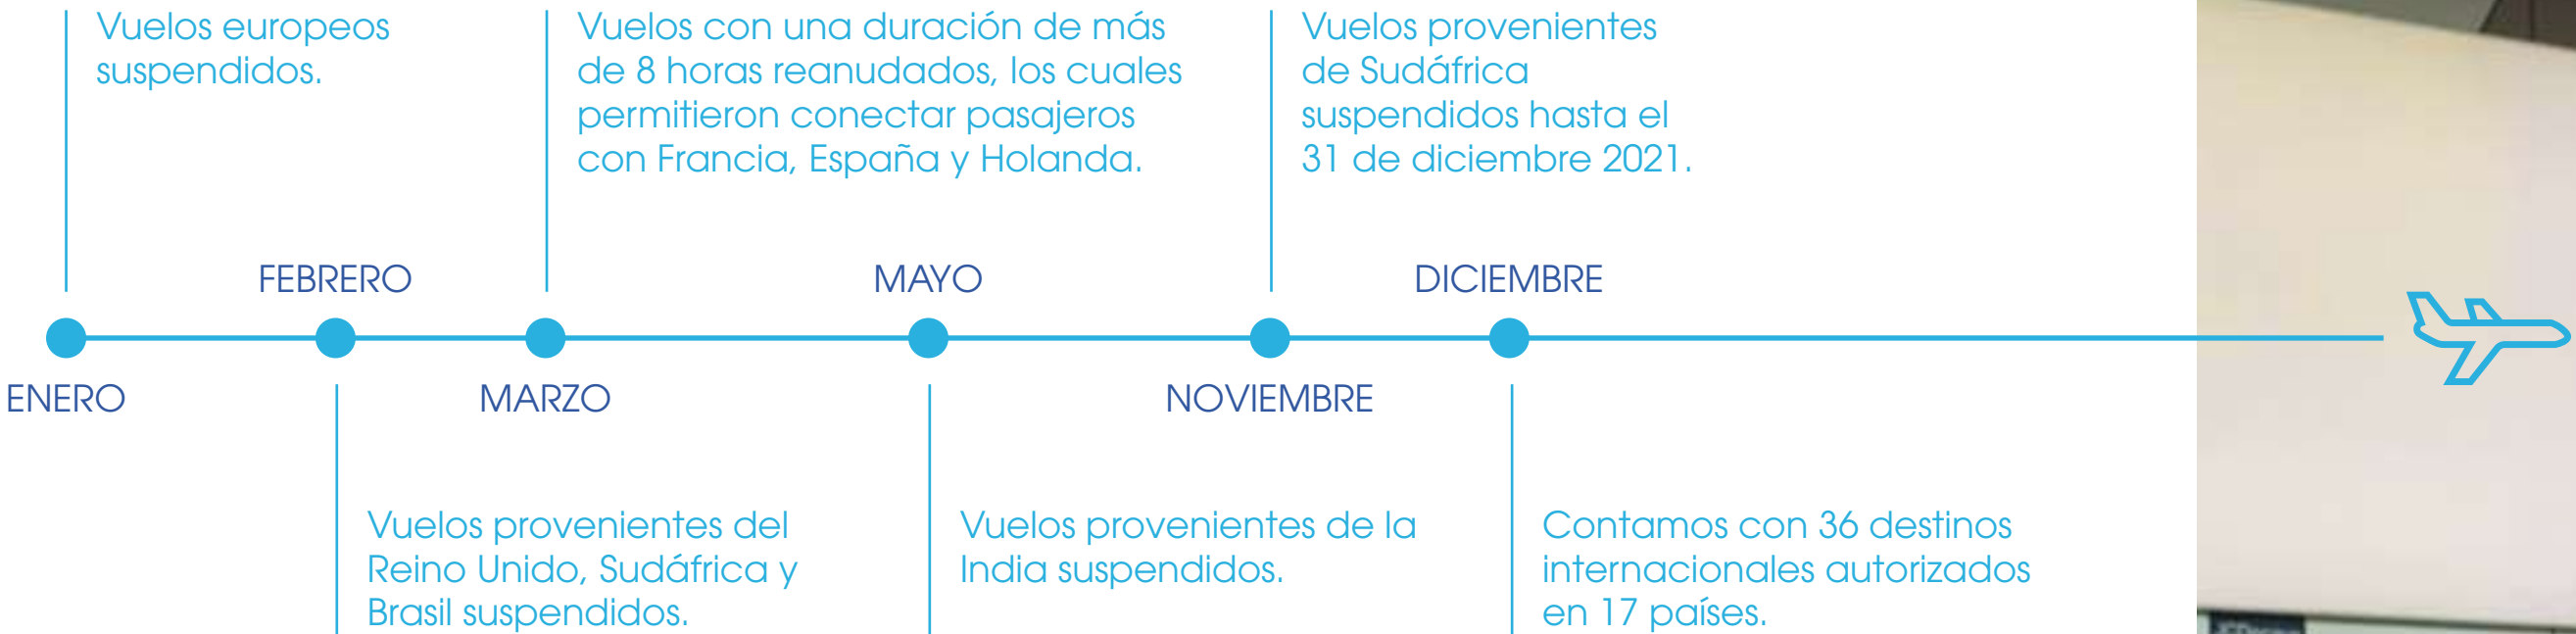 Vuelos europeos
suspendidos.
Vuelos con una duración de más
de 8 horas reanudados, los cuales
permitieron conectar pasajeros
con Francia, España y Holanda.
Vuelos provenientes
de Sudáfrica
suspendidos hasta el
31 de diciembre 2021.
FEBRERO
MAYO
DICIEMBRE
ENERO
MARZO
NOVIEMBRE
Vuelos provenientes del
Reino Unido, Sudáfrica y
Brasil suspendidos.
Vuelos provenientes de la
India suspendidos.
Contamos con 36 destinos
internacionales autorizados
en 17 países.